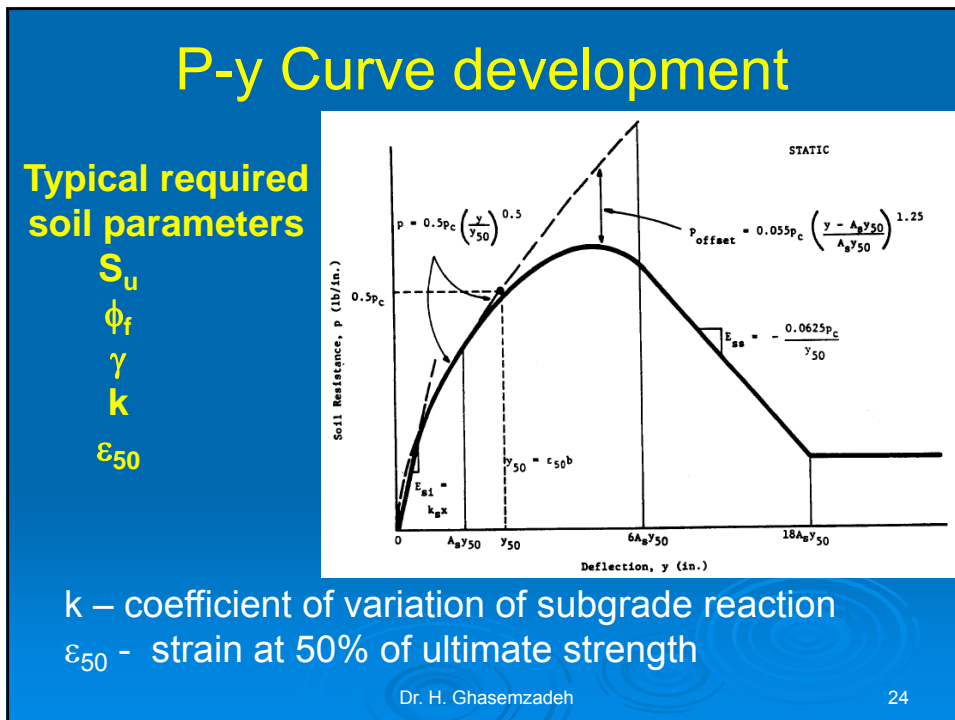 P-y Curve development
Typical required
soil parameters
Sᵤ
ϕf
γ
k
ε₅₀
STATIC
p = 0.5pc (y/y₅₀)^0.5
Poffset = 0.055pc ((y - Asy₅₀)/(Asy₅₀))^1.25
0.5pc
Ess = - 0.0625pc/y₅₀
y₅₀ = ε₅₀b
Esi =
ksx
Soil Resistance, p (lb/in.)
0 Asy₅₀ y₅₀ 6Asy₅₀ 18Asy₅₀
Deflection, y (in.)
k – coefficient of variation of subgrade reaction
ε₅₀ - strain at 50% of ultimate strength
Dr. H. Ghasemzadeh 24